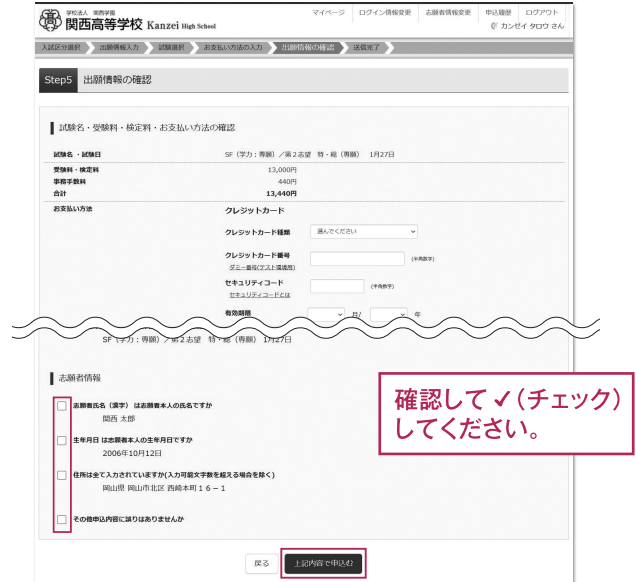 学校法人 関西学園
関西高等学校 Kanzei High School
マイページ ログイン情報変更 志願者情報変更 申込履歴 ログアウト
カンゼイ タロウ さん
入試区分選択 出願情報入力 試験選択 お支払い方法の入力 出願情報の確認 送信完了
Step5 出願情報の確認
試験名・受験料・検定料・お支払い方法の確認
試験名・試験日 SF（学力：専願）／第２志望 特・総（専願） 1月27日
受験料・検定料 13,000円
事務手数料 440円
合計 13,440円
お支払い方法 クレジットカード
クレジットカード種類 選んでください
クレジットカード番号 (半角数字)
ダミー番号(テスト環境用)
セキュリティコード (半角数字)
セキュリティコードとは
有効期限 月/ 年
SF（学力：専願）／第２志望 特・総（専願） 1月27日
志願者情報
確認して✓(チェック)
してください。
志願者氏名（漢字）は志願者本人の氏名ですか
関西 太郎
生年月日 は志願者本人の生年月日ですか
2006年10月12日
住所は全て入力されていますか(入力可能文字数を超える場合を除く)
岡山県 岡山市北区 西崎本町１６－１
その他申込内容に誤りはありませんか
戻る 上記内容で申込む